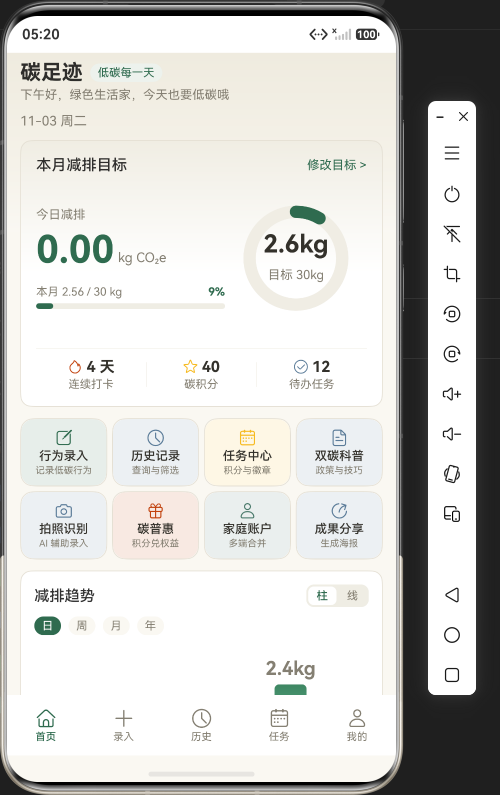 05:20
100
碳足迹 低碳每一天
下午好，绿色生活家，今天也要低碳哦
11-03 周二
本月减排目标 修改目标 >
今日减排
0.00 kg CO₂e
本月 2.56 / 30 kg 9%
2.6kg
目标 30kg
4 天 40 12
连续打卡 碳积分 待办任务
行为录入 历史记录 任务中心 双碳科普
记录低碳行为 查询与筛选 积分与徽章 政策与技巧
拍照识别 碳普惠 家庭账户 成果分享
AI 辅助录入 积分兑权益 多端合并 生成海报
减排趋势 柱 线
日 周 月 年
2.4kg
首页 录入 历史 任务 我的